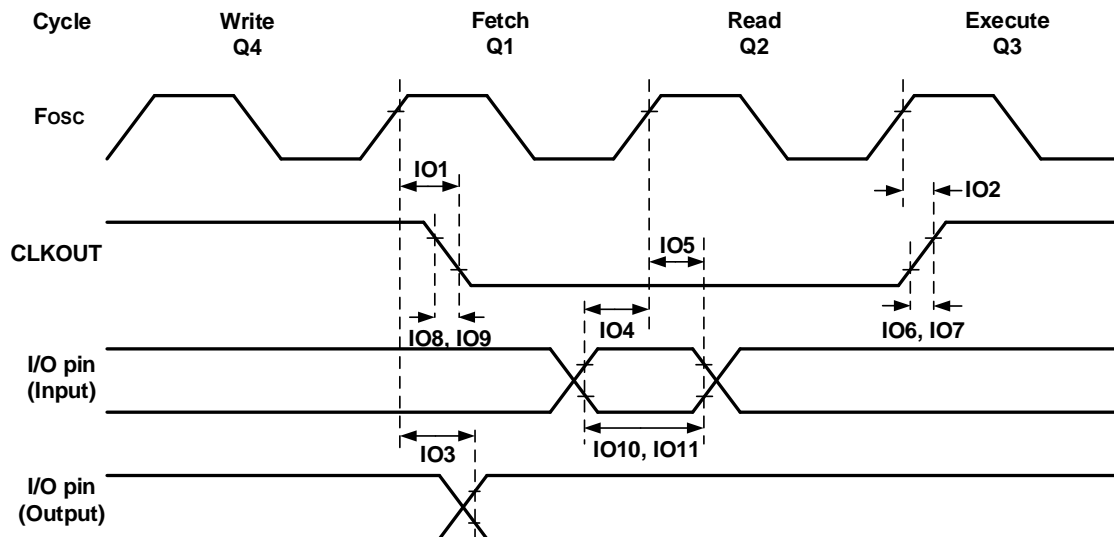 Cycle Write Fetch Read Execute
Q4 Q1 Q2 Q3
Fosc
IO1
IO2
CLKOUT
IO5
IO4
IO8, IO9
IO6, IO7
I/O pin
(Input)
IO10, IO11
IO3
I/O pin
(Output)